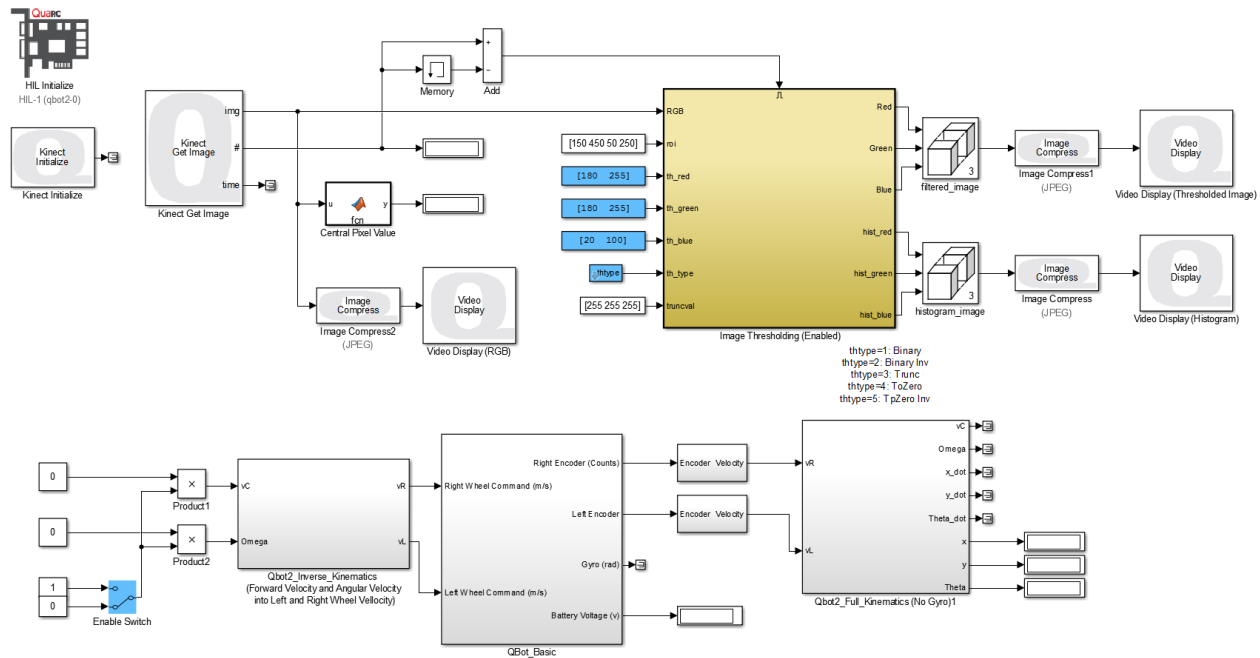 QUARC
HIL Initialize
HIL-1 (qbot2-0)
Kinect
Initialize
Kinect Initialize
Kinect
Get Image
img
#
time
Kinect Get Image
Memory
+
−
Add
u
fcn
y
Central Pixel Value
Image
Compress
Image Compress2
(JPEG)
Video
Display
Video Display (RGB)
[150 450 50 250]
[180 255]
[180 255]
[20 100]
thtype
[255 255 255]
RGB
roi
th_red
th_green
th_blue
th_type
truncval
Red
Green
Blue
hist_red
hist_green
hist_blue
Image Thresholding (Enabled)
3
filtered_image
Image
Compress
Image Compress1
(JPEG)
Video
Display
Video Display (Thresholded Image)
3
histogram_image
Image
Compress
Image Compress
(JPEG)
Video
Display
Video Display (Histogram)
thtype=1: Binary
thtype=2: Binary Inv
thtype=3: Trunc
thtype=4: ToZero
thtype=5: TpZero Inv
0
0
1
0
Enable Switch
×
Product1
×
Product2
vC
Omega
vR
vL
Qbot2_Inverse_Kinematics
(Forward Velocity and Angular Velocity
into Left and Right Wheel Vellocity)
Right Wheel Command (m/s)
Left Wheel Command (m/s)
Right Encoder (Counts)
Left Encoder
Gyro (rad)
Battery Voltage (v)
QBot_Basic
Encoder Velocity
Encoder Velocity
vR
vL
vC
Omega
x_dot
y_dot
Theta_dot
x
y
Theta
Qbot2_Full_Kinematics (No Gyro)1